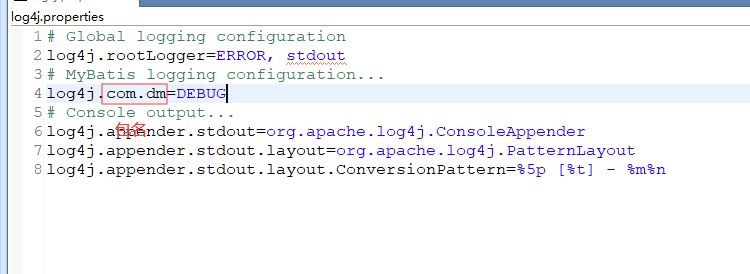 log4j.properties
1 # Global logging configuration
2 log4j.rootLogger=ERROR, stdout
3 # MyBatis logging configuration...
4 log4j.com.dm=DEBUG
5 # Console output...
包名
6 log4j.appender.stdout=org.apache.log4j.ConsoleAppender
7 log4j.appender.stdout.layout=org.apache.log4j.PatternLayout
8 log4j.appender.stdout.layout.ConversionPattern=%5p [%t] - %m%n